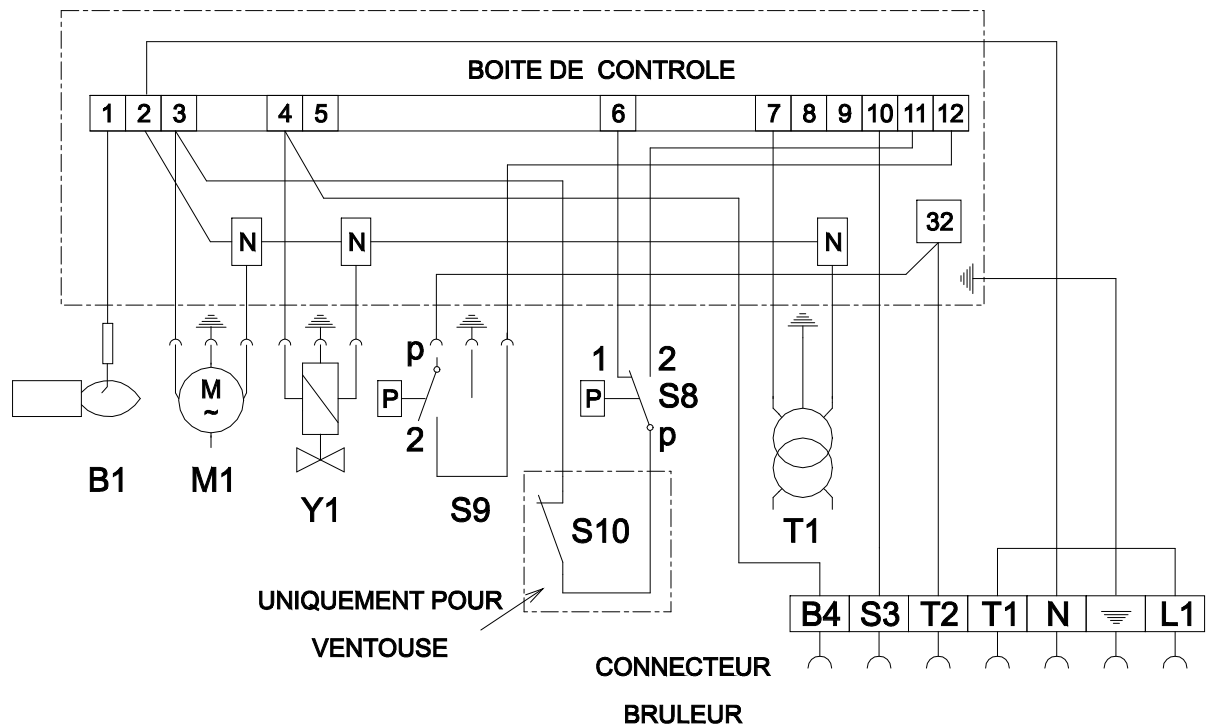 BOITE DE CONTROLE
1 2 3 4 5 6 7 8 9 10 11 12
32
N N N
p 1 2
M
~
P P S8
2 p
B1 M1 Y1 S9 S10 T1
UNIQUEMENT POUR
VENTOUSE
B4 S3 T2 T1 N L1
CONNECTEUR
BRULEUR